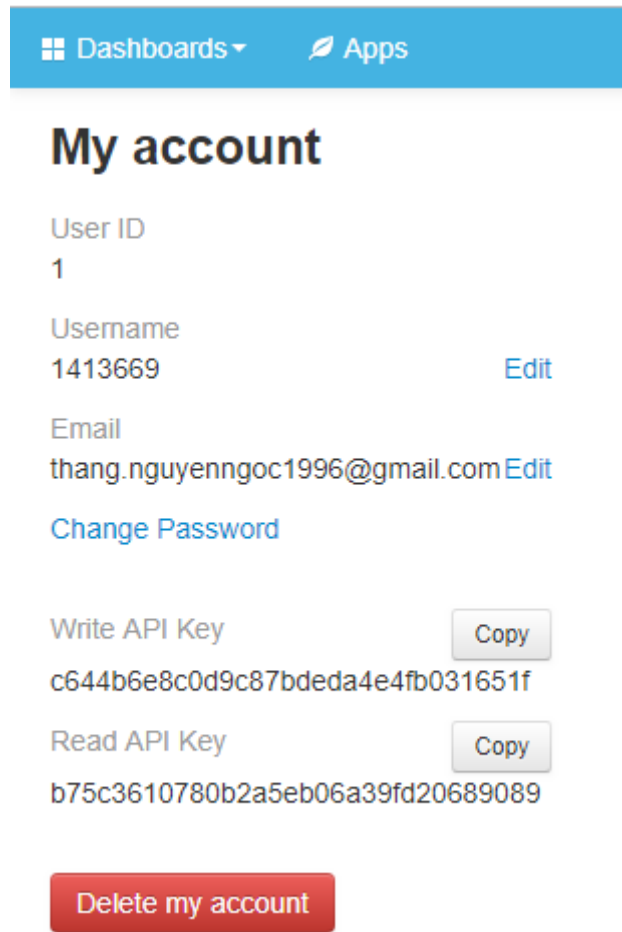 Dashboards Apps
My account
User ID
1
Username
1413669 Edit
Email
thang.nguyenngoc1996@gmail.com Edit
Change Password
Write API Key Copy
c644b6e8c0d9c87bdeda4e4fb031651f
Read API Key Copy
b75c3610780b2a5eb06a39fd20689089
Delete my account